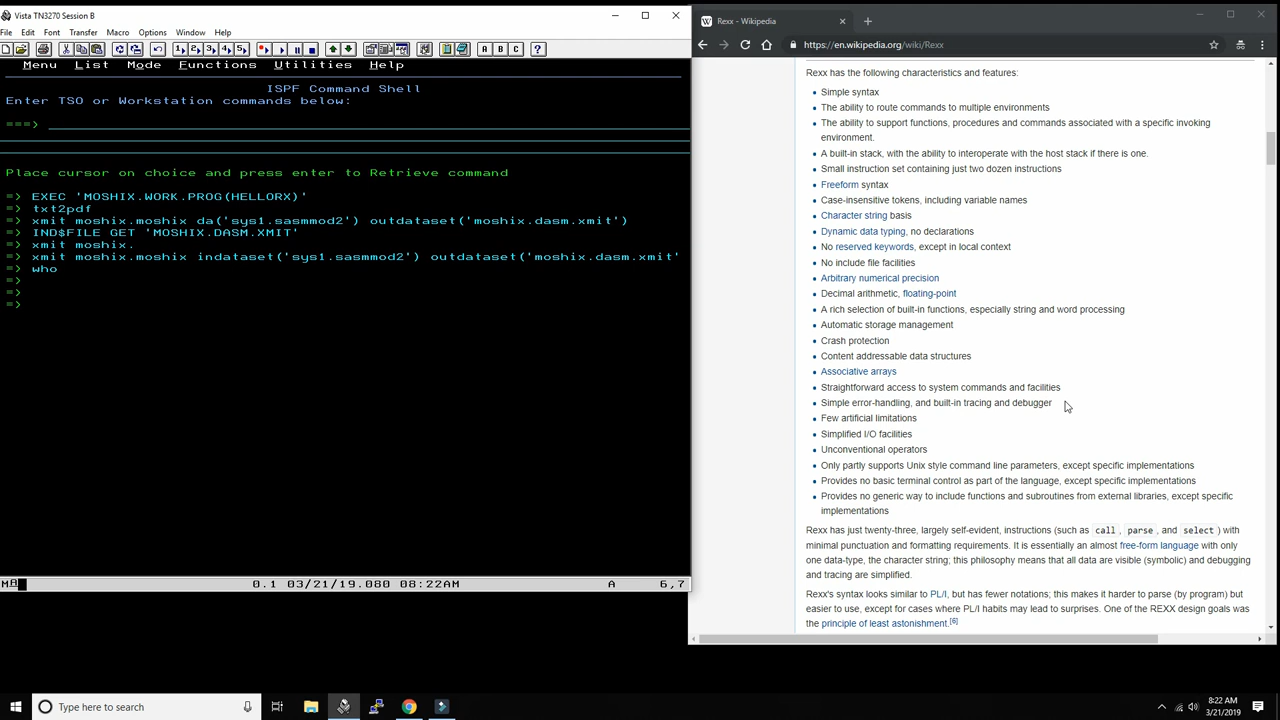 Vista TN3270 Session B
File Edit Font Transfer Macro Options Window Help
Menu List Mode Functions Utilities Help
ISPF Command Shell
Enter TSO or Workstation commands below:
===>
Place cursor on choice and press enter to Retrieve command
=> EXEC 'MOSHIX.WORK.PROG(HELLORX)'
=> txt2pdf
=> xmit moshix.moshix da('sys1.sasmmod2') outdataset('moshix.dasm.xmit')
=> IND$FILE GET 'MOSHIX.DASM.XMIT'
=> xmit moshix.
=> xmit moshix.moshix indataset('sys1.sasmmod2') outdataset('moshix.dasm.xmit'
=> who
=>
=>
=>
0.1 03/21/19.080 08:22AM A 6,7
Rexx - Wikipedia
https://en.wikipedia.org/wiki/Rexx
Rexx has the following characteristics and features:
Simple syntax
The ability to route commands to multiple environments
The ability to support functions, procedures and commands associated with a specific invoking
environment.
A built-in stack, with the ability to interoperate with the host stack if there is one.
Small instruction set containing just two dozen instructions
Freeform syntax
Case-insensitive tokens, including variable names
Character string basis
Dynamic data typing, no declarations
No reserved keywords, except in local context
No include file facilities
Arbitrary numerical precision
Decimal arithmetic, floating-point
A rich selection of built-in functions, especially string and word processing
Automatic storage management
Crash protection
Content addressable data structures
Associative arrays
Straightforward access to system commands and facilities
Simple error-handling, and built-in tracing and debugger
Few artificial limitations
Simplified I/O facilities
Unconventional operators
Only partly supports Unix style command line parameters, except specific implementations
Provides no basic terminal control as part of the language, except specific implementations
Provides no generic way to include functions and subroutines from external libraries, except specific
implementations
Rexx has just twenty-three, largely self-evident, instructions (such as call, parse, and select) with
minimal punctuation and formatting requirements. It is essentially an almost free-form language with only
one data-type, the character string; this philosophy means that all data are visible (symbolic) and debugging
and tracing are simplified.
Rexx's syntax looks similar to PL/I, but has fewer notations; this makes it harder to parse (by program) but
easier to use, except for cases where PL/I habits may lead to surprises. One of the REXX design goals was
the principle of least astonishment.[6]
Type here to search
8:22 AM
3/21/2019